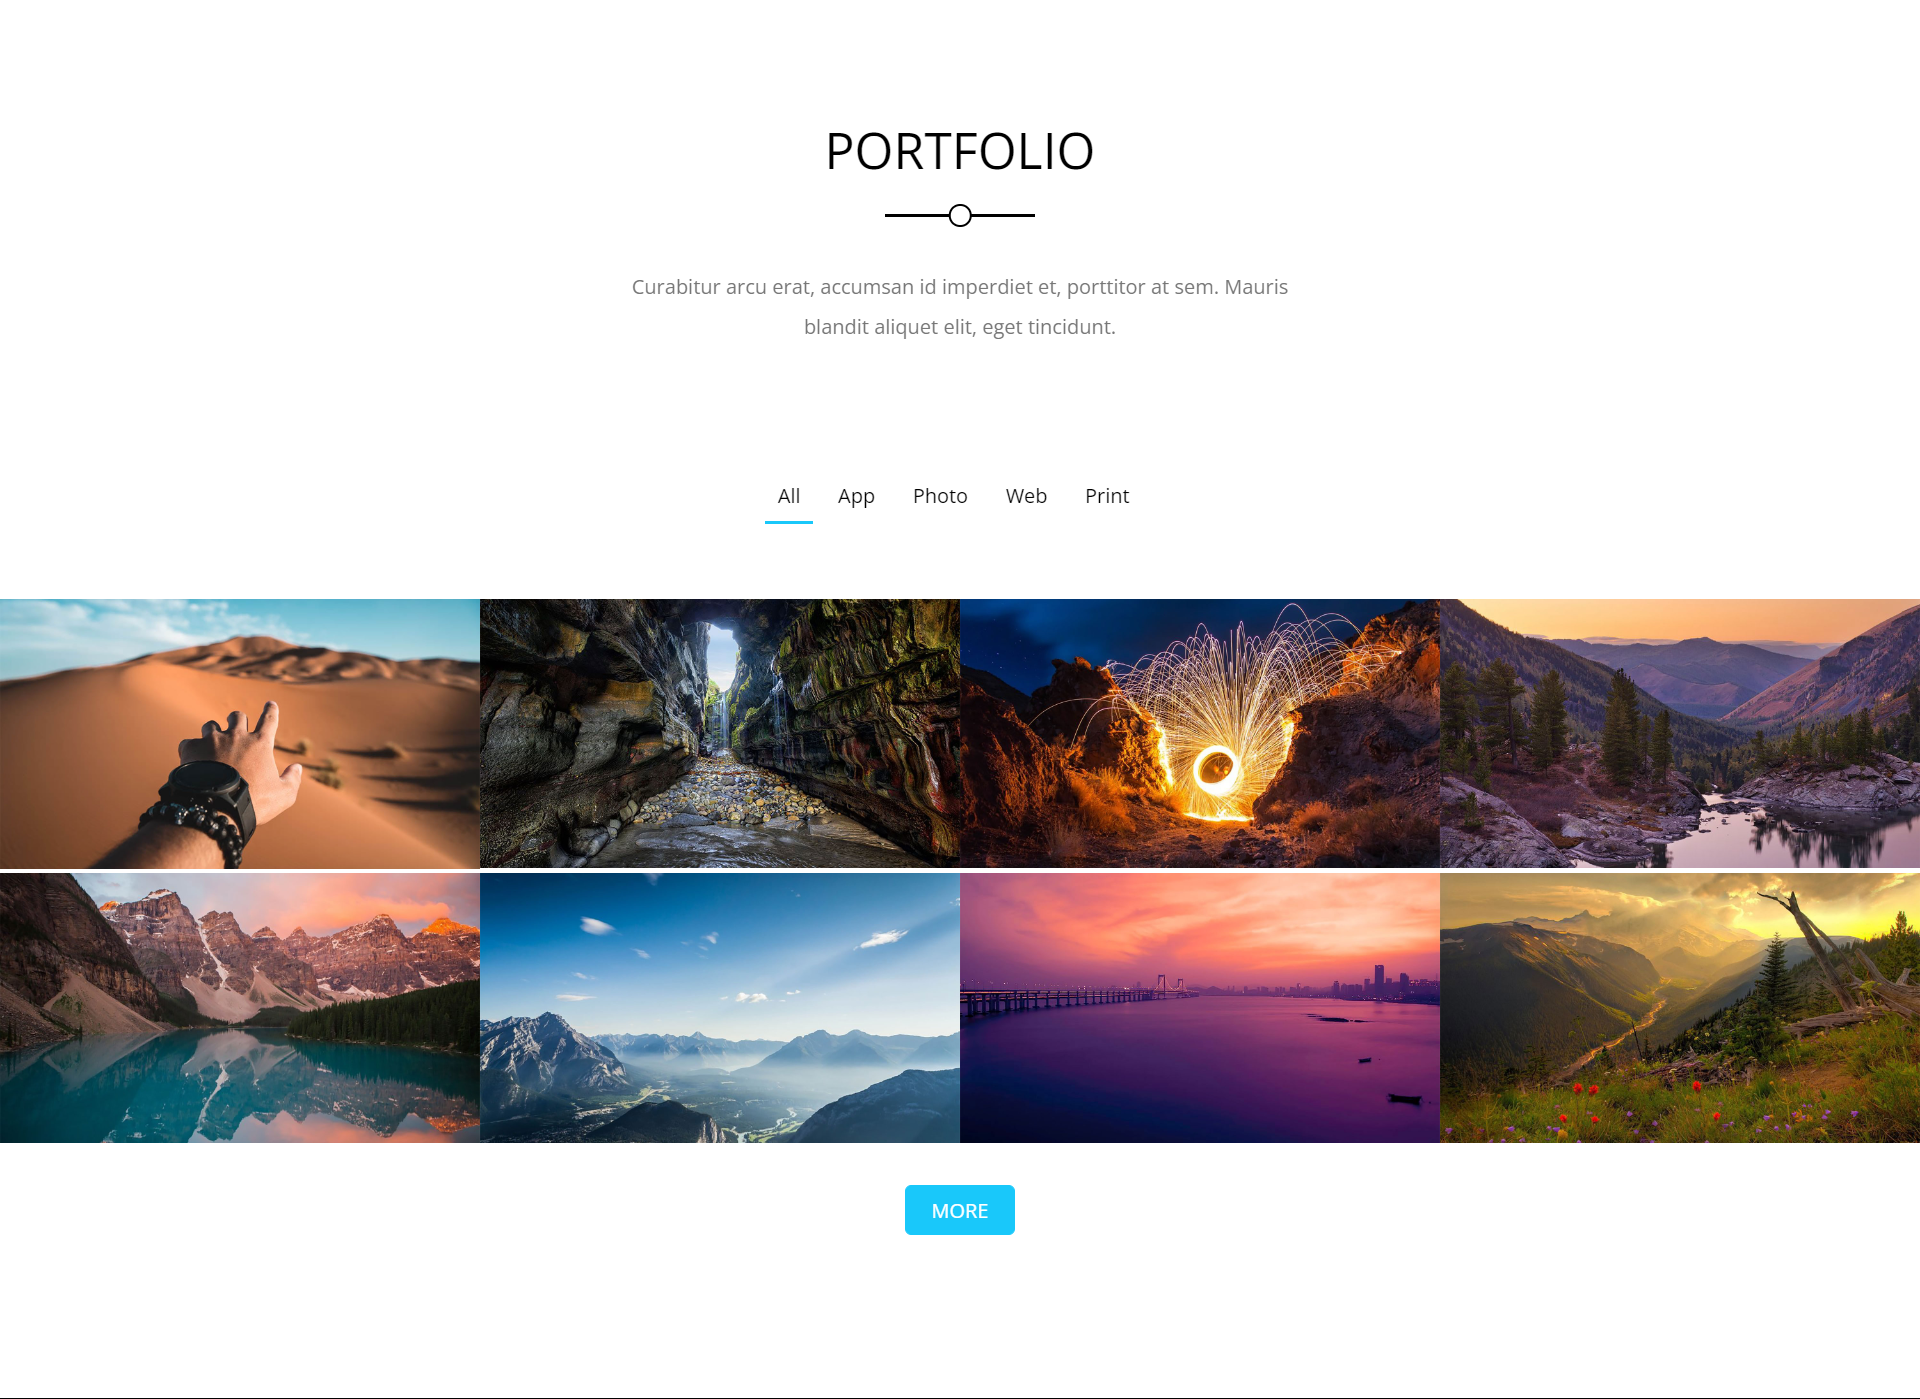 PORTFOLIO
Curabitur arcu erat, accumsan id imperdiet et, porttitor at sem. Mauris
blandit aliquet elit, eget tincidunt.
All App Photo Web Print
MORE